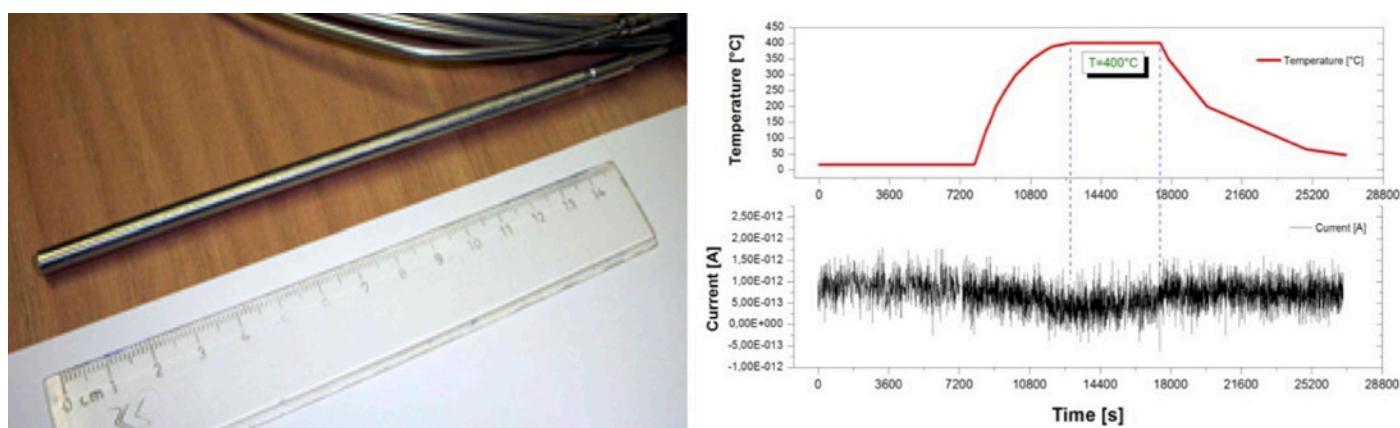 0 cm 1 2 3 4 7 8 9 10 11 12 13 14
Temperature [°C]
450
400
350
300
250
200
150
100
50
0
T=400°C
Temperature [°C]
0 3600 7200 10800 14400 18000 21600 25200 28800
Current [A]
2,50E-012
2,00E-012
1,50E-012
1,00E-012
5,00E-013
0,00E+000
-5,00E-013
-1,00E-012
Current [A]
0 3600 7200 10800 14400 18000 21600 25200 28800
Time [s]